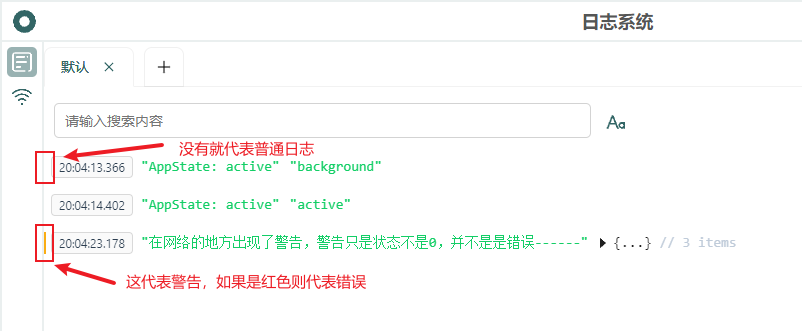 日志系统
默认 ×
+
请输入搜索内容
Aa
没有就代表普通日志
20:04:13.366 "AppState: active" "background"
20:04:14.402 "AppState: active" "active"
20:04:23.178 "在网络的地方出现了警告，警告只是状态不是0，并不是是错误------" {...} // 3 items
这代表警告，如果是红色则代表错误